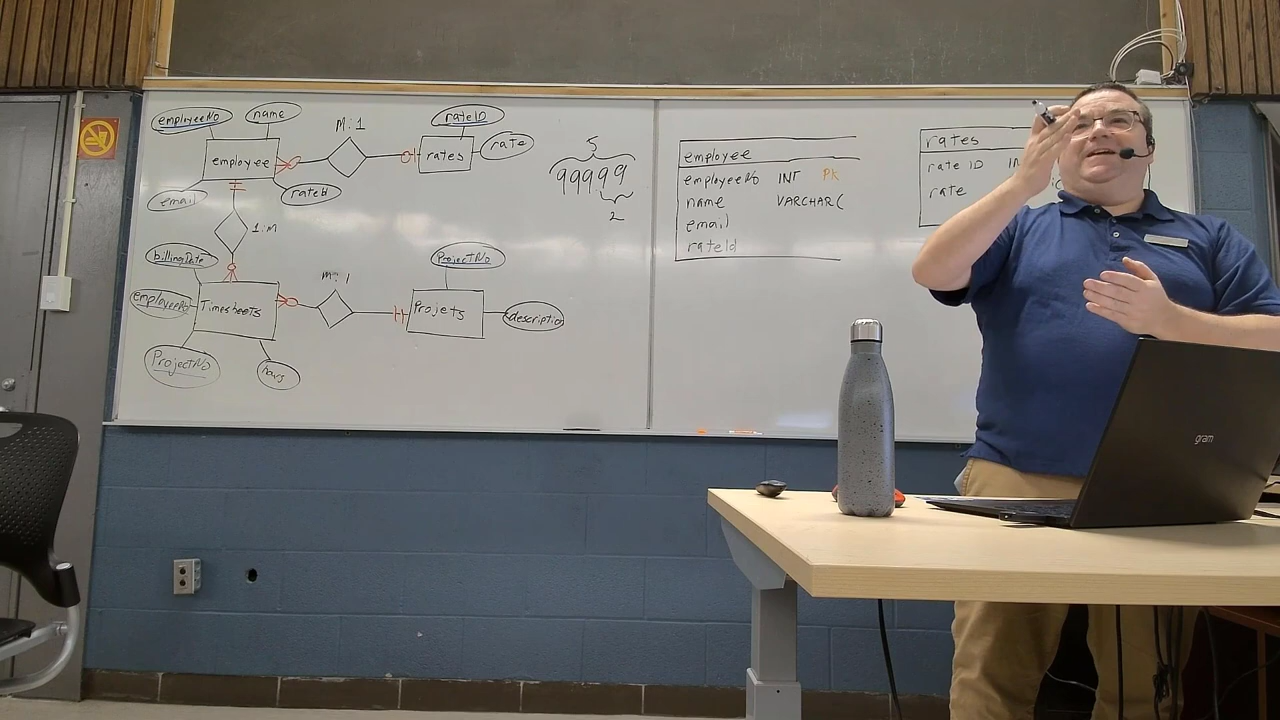 employeeNo
name
M:1
rateID
employee
rates
rate
email
rateId
1:M
billingDate
M:1
ProjectNo
employeeNo
Timesheets
Projets
description
ProjectNo
hours
5
99999
2
employee
employeeNo INT PK
name VARCHAR(
email
rateId
rates
rate ID IN
rate
gram